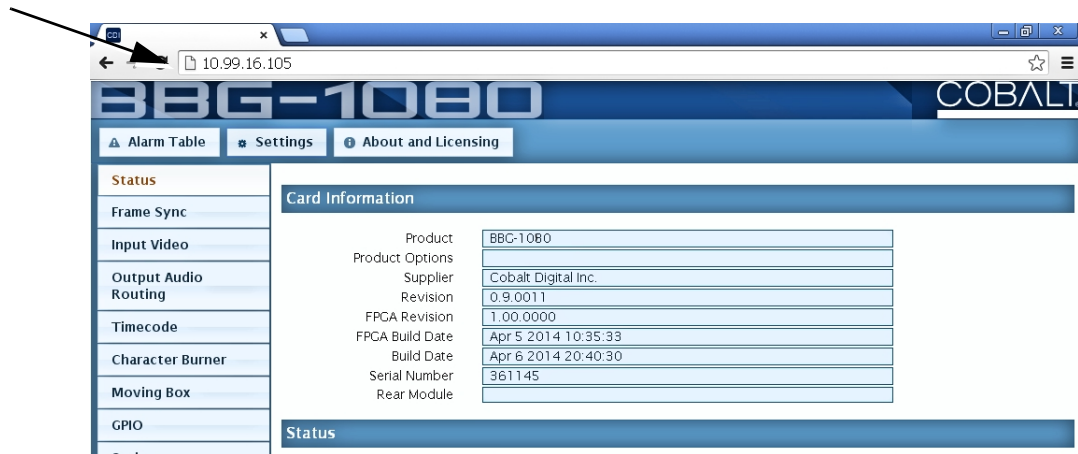 CDI
10.99.16.105
BBG-1080
COBALT
Alarm Table Settings About and Licensing
Status
Frame Sync
Input Video
Output Audio
Routing
Timecode
Character Burner
Moving Box
GPIO
Card Information
Product BBG-1080
Product Options
Supplier Cobalt Digital Inc.
Revision 0.9.0011
FPGA Revision 1.00.0000
FPGA Build Date Apr 5 2014 10:35:33
Build Date Apr 6 2014 20:40:30
Serial Number 361145
Rear Module
Status